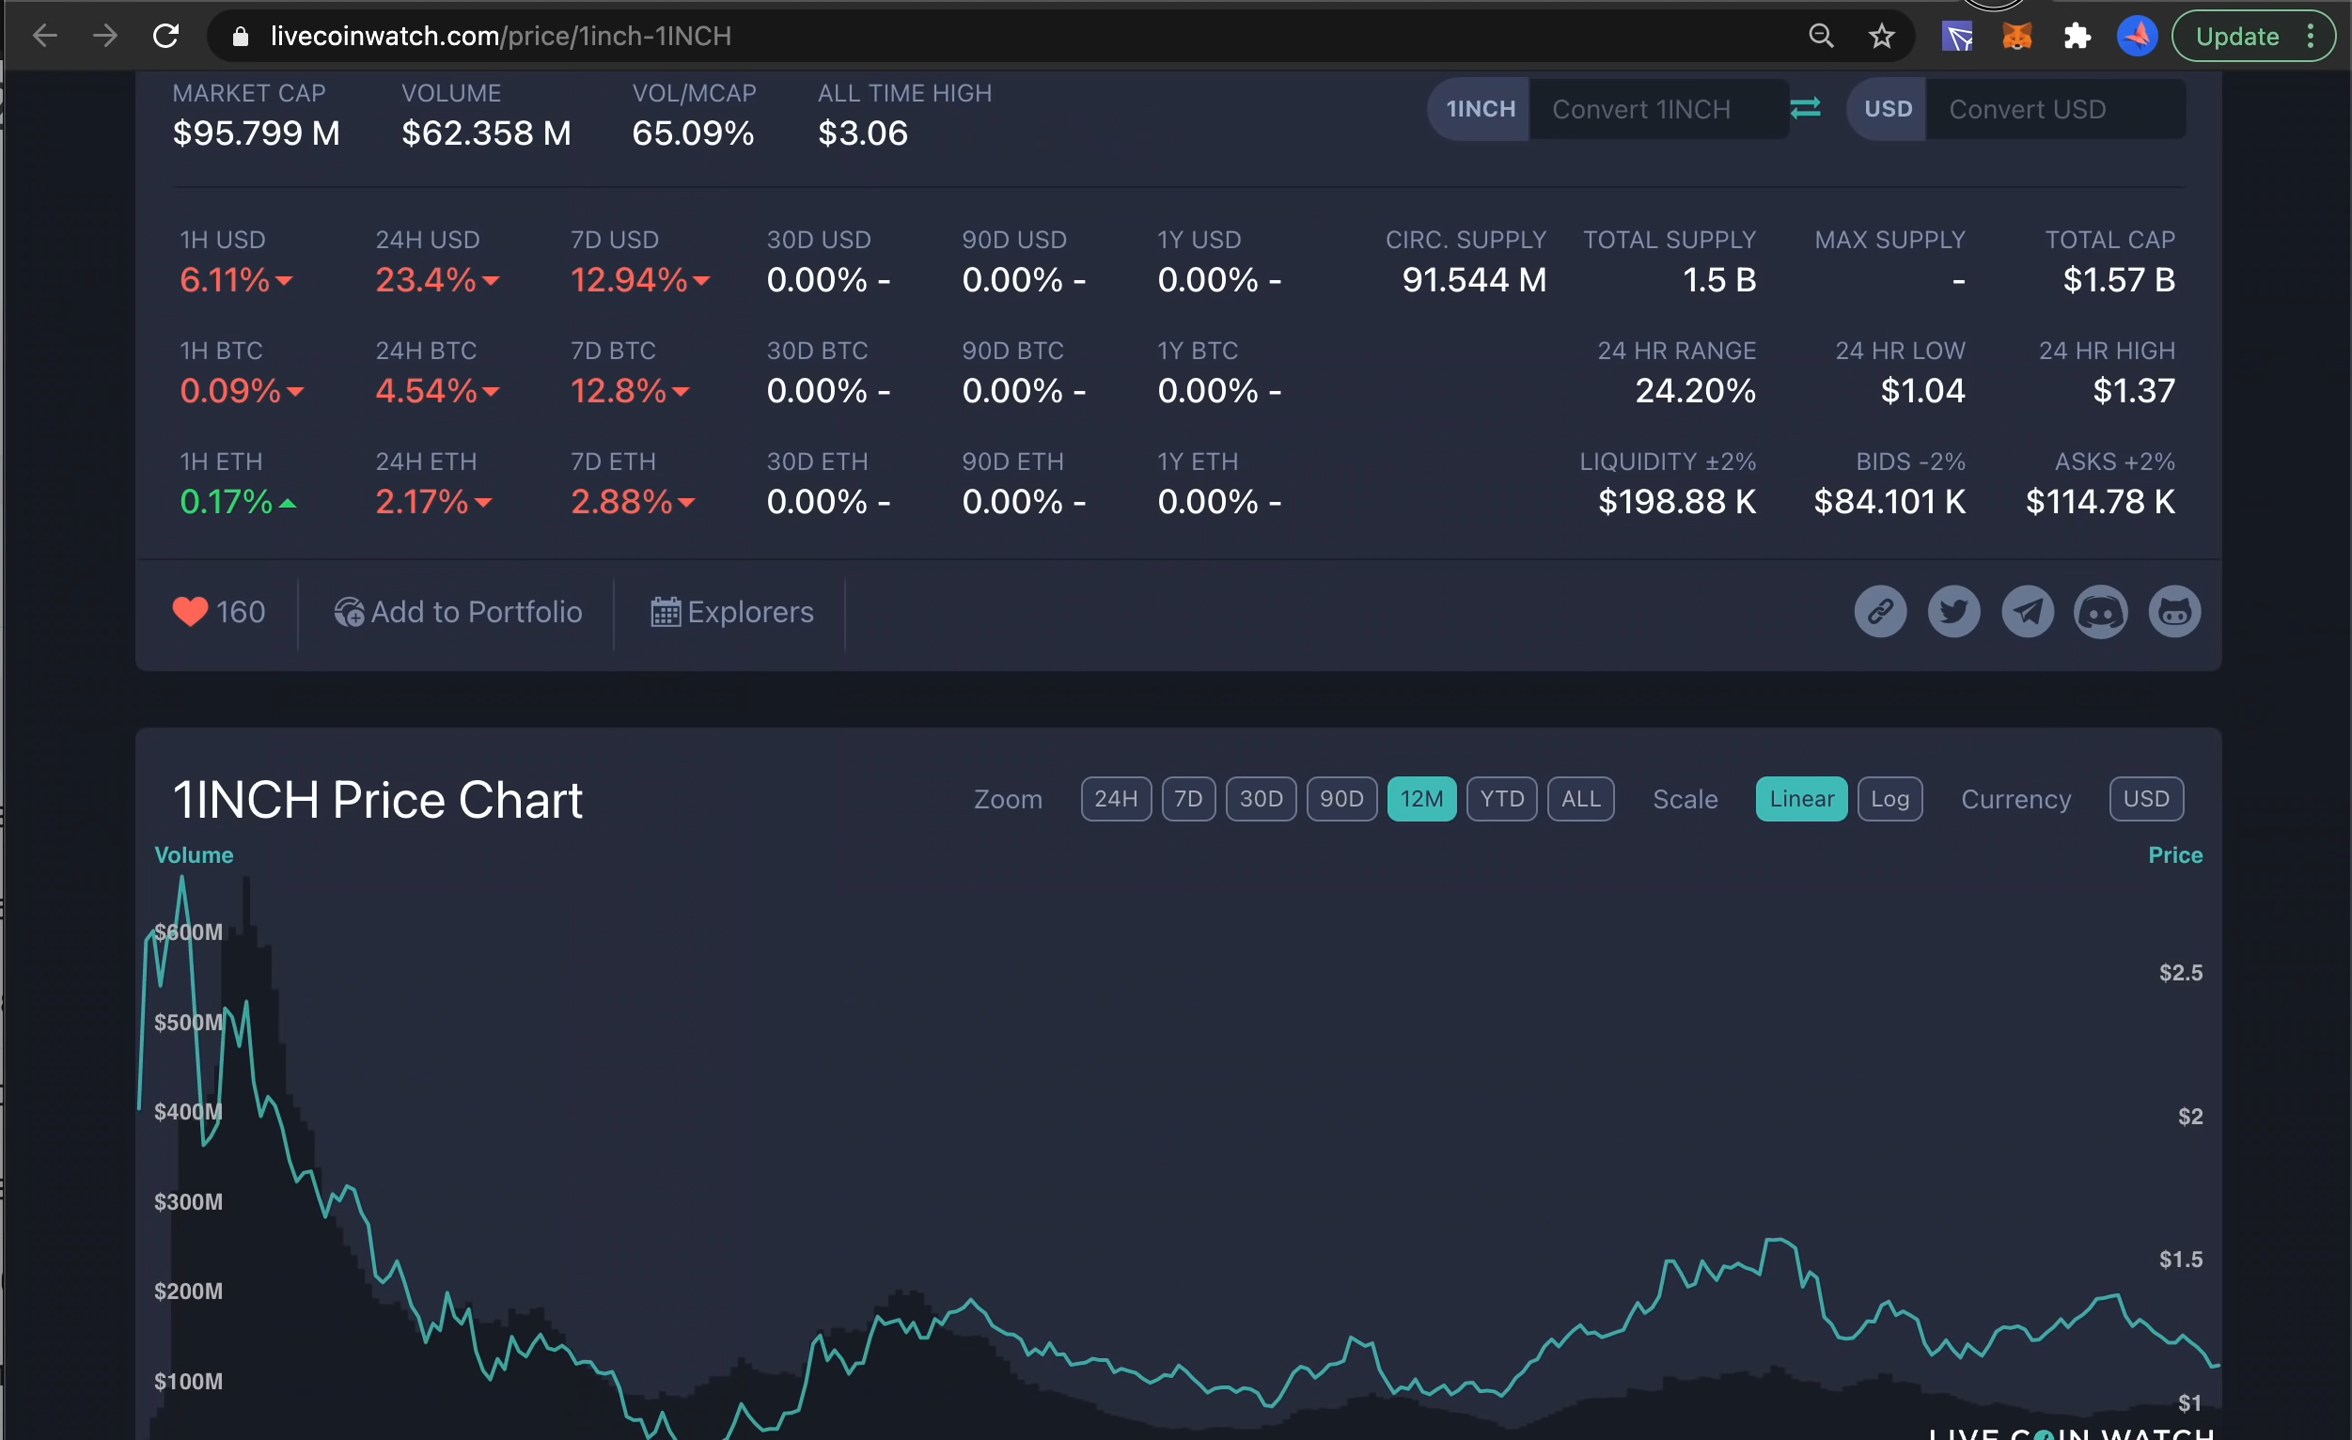 livecoinwatch.com/price/1inch-1INCH
Update
MARKET CAP VOLUME VOL/MCAP ALL TIME HIGH
$95.799 M $62.358 M 65.09% $3.06
1INCH Convert 1INCH USD Convert USD
1H USD 24H USD 7D USD 30D USD 90D USD 1Y USD CIRC. SUPPLY TOTAL SUPPLY MAX SUPPLY TOTAL CAP
6.11% 23.4% 12.94% 0.00% - 0.00% - 0.00% - 91.544 M 1.5 B - $1.57 B
1H BTC 24H BTC 7D BTC 30D BTC 90D BTC 1Y BTC 24 HR RANGE 24 HR LOW 24 HR HIGH
0.09% 4.54% 12.8% 0.00% - 0.00% - 0.00% - 24.20% $1.04 $1.37
1H ETH 24H ETH 7D ETH 30D ETH 90D ETH 1Y ETH LIQUIDITY ±2% BIDS -2% ASKS +2%
0.17% 2.17% 2.88% 0.00% - 0.00% - 0.00% - $198.88 K $84.101 K $114.78 K
160 Add to Portfolio Explorers
1INCH Price Chart Zoom 24H 7D 30D 90D 12M YTD ALL Scale Linear Log Currency USD
Volume Price
$600M
$2.5
$500M
$400M $2
$300M
$1.5
$200M
$100M
$1
LIVE COIN WATCH